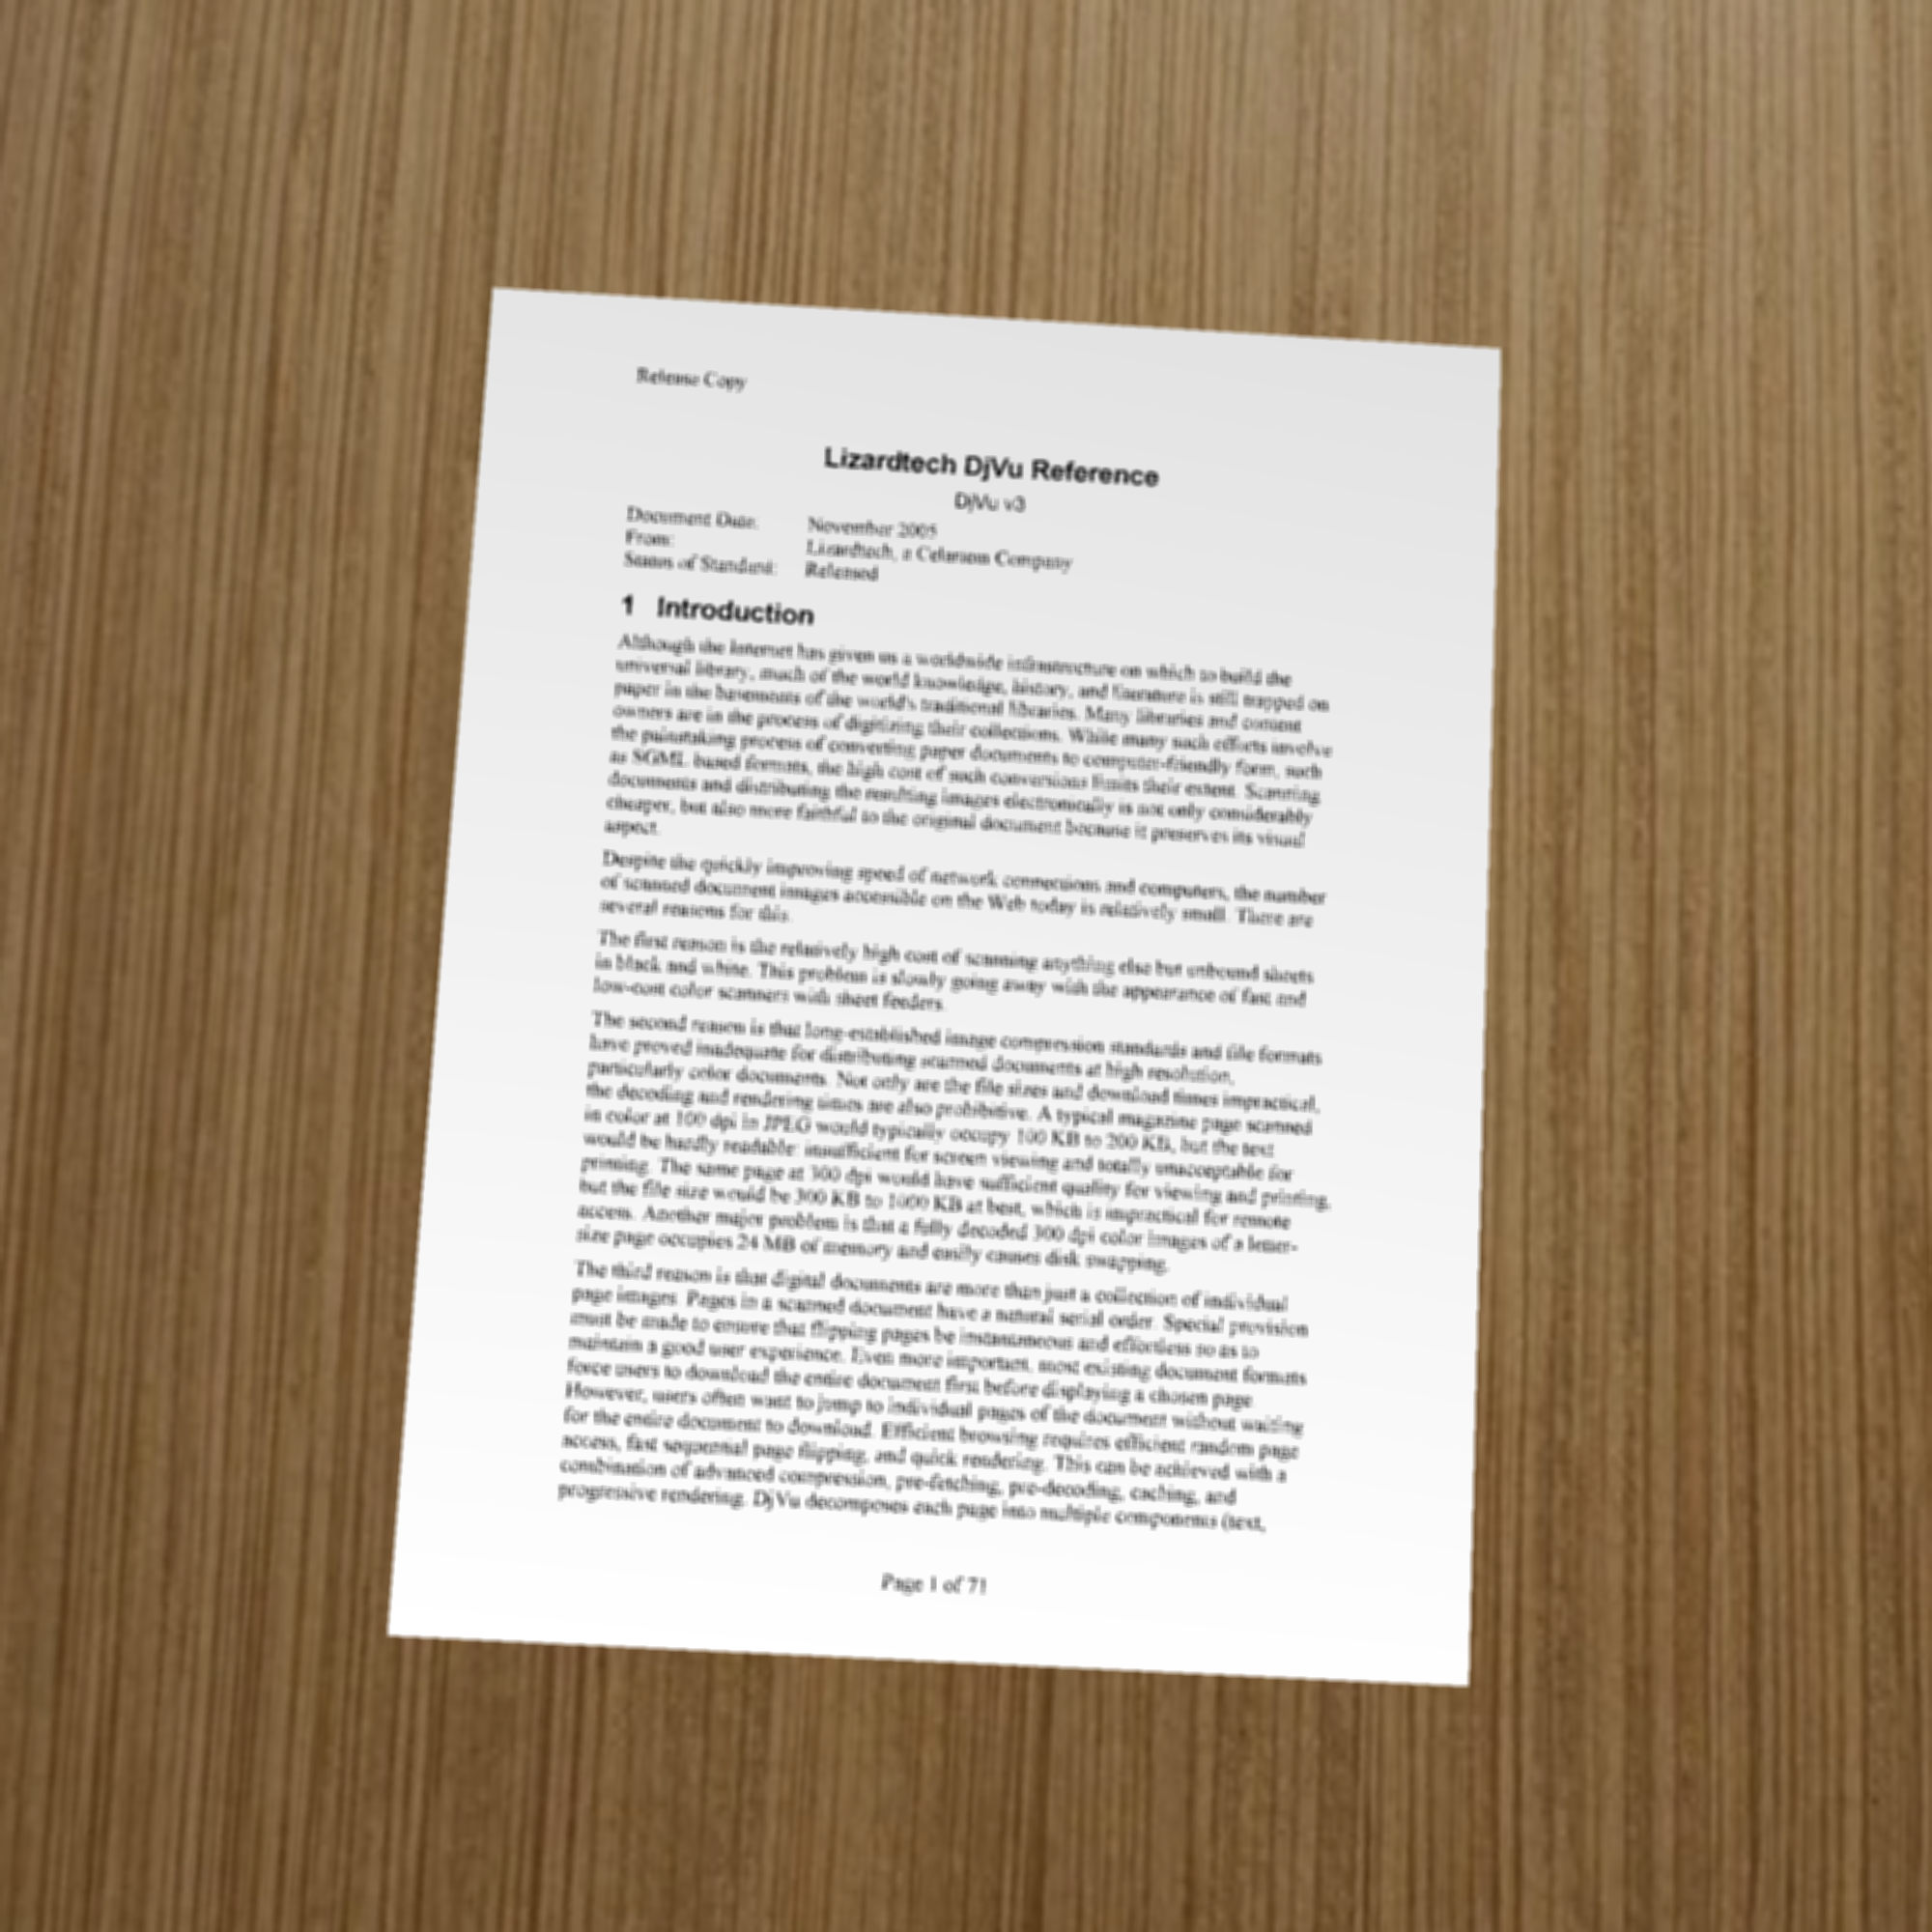 Release Copy
Lizardtech DjVu Reference
DjVu v3
Document Date: November 2005
From: Lizardtech, a Celartem Company
Status of Standard: Released
1 Introduction
Although the Internet has given us a worldwide infrastructure on which to build the
universal library, much of the world knowledge, history, and literature is still trapped on
paper in the basements of the world's traditional libraries. Many libraries and content
owners are in the process of digitizing their collections. While many such efforts involve
the painstaking process of converting paper documents to computer-friendly form, such
as SGML based formats, the high cost of such conversions limits their extent. Scanning
documents and distributing the resulting images electronically is not only considerably
cheaper, but also more faithful to the original document because it preserves its visual
aspect.
Despite the quickly improving speed of network connections and computers, the number
of scanned document images accessible on the Web today is relatively small. There are
several reasons for this.
The first reason is the relatively high cost of scanning anything else but unbound sheets
in black and white. This problem is slowly going away with the appearance of fast and
low-cost color scanners with sheet feeders.
The second reason is that long-established image compression standards and file formats
have proved inadequate for distributing scanned documents at high resolution,
particularly color documents. Not only are the file sizes and download times impractical,
the decoding and rendering times are also prohibitive. A typical magazine page scanned
in color at 100 dpi in JPEG would typically occupy 100 KB to 200 KB, but the text
would be hardly readable: insufficient for screen viewing and totally unacceptable for
printing. The same page at 300 dpi would have sufficient quality for viewing and printing,
but the file size would be 300 KB to 1000 KB at best, which is impractical for remote
access. Another major problem is that a fully decoded 300 dpi color images of a letter-
size page occupies 24 MB of memory and easily causes disk swapping.
The third reason is that digital documents are more than just a collection of individual
page images. Pages in a scanned document have a natural serial order. Special provision
must be made to ensure that flipping pages be instantaneous and effortless so as to
maintain a good user experience. Even more important, most existing document formats
force users to download the entire document first before displaying a chosen page.
However, users often want to jump to individual pages of the document without waiting
for the entire document to download. Efficient browsing requires efficient random page
access, fast sequential page flipping, and quick rendering. This can be achieved with a
combination of advanced compression, pre-fetching, pre-decoding, caching, and
progressive rendering. DjVu decomposes each page into multiple components (text,
Page 1 of 71